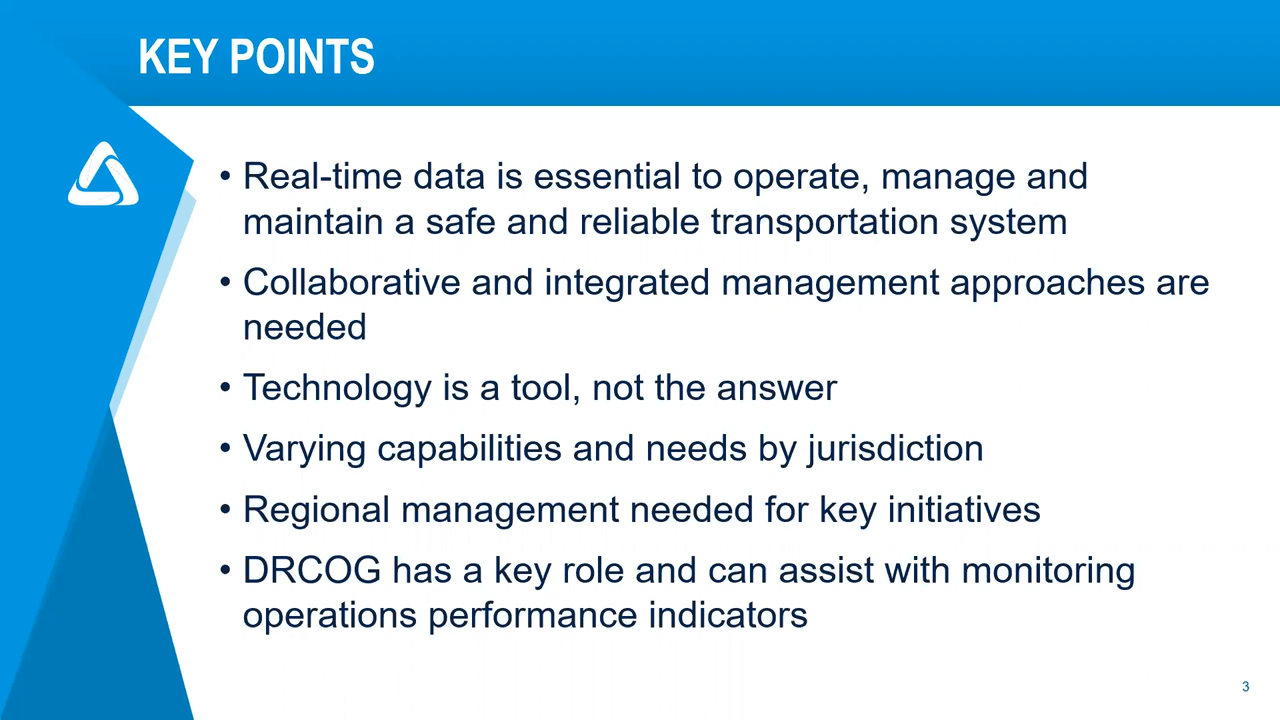 KEY POINTS
• Real-time data is essential to operate, manage and
maintain a safe and reliable transportation system
• Collaborative and integrated management approaches are
needed
• Technology is a tool, not the answer
• Varying capabilities and needs by jurisdiction
• Regional management needed for key initiatives
• DRCOG has a key role and can assist with monitoring
operations performance indicators
3